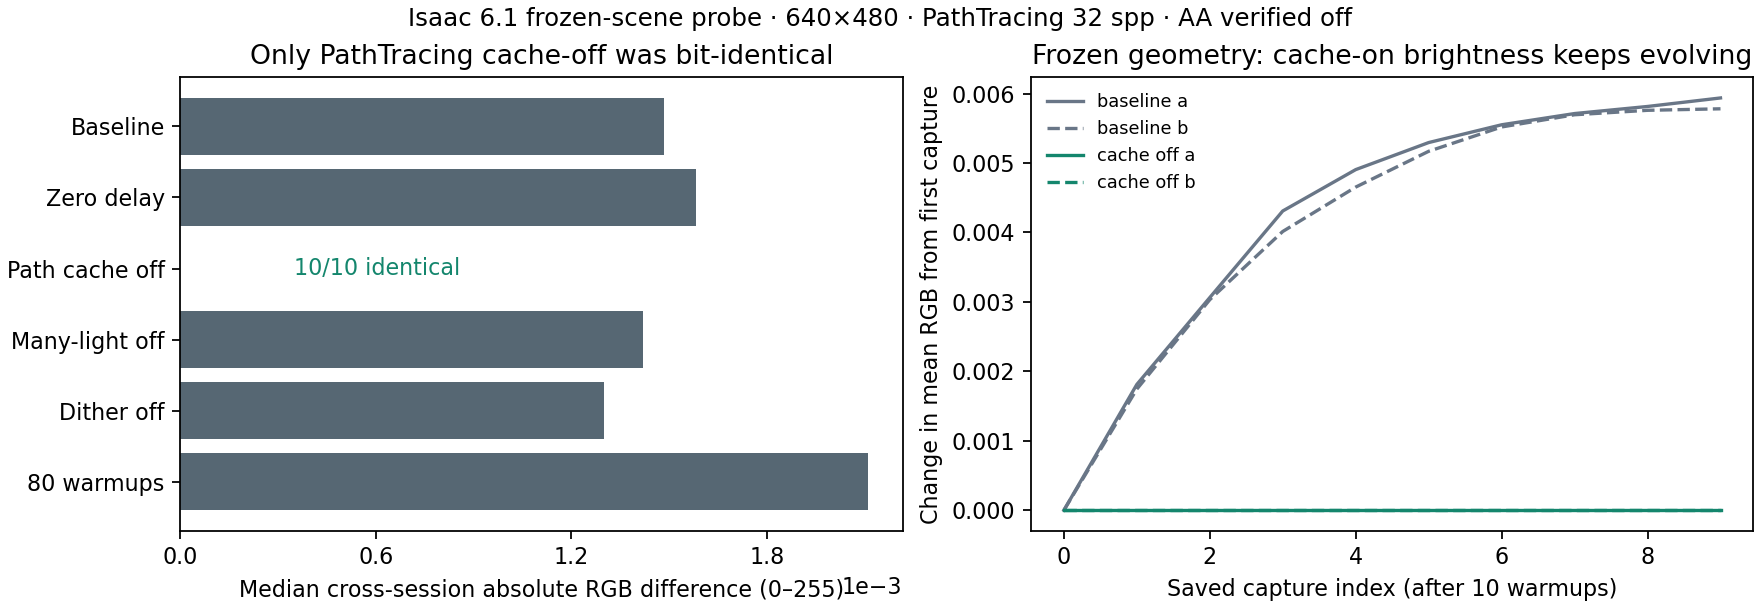 Isaac 6.1 frozen-scene probe · 640×480 · PathTracing 32 spp · AA verified off
Only PathTracing cache-off was bit-identical
Baseline
Zero delay
Path cache off
10/10 identical
Many-light off
Dither off
80 warmups
0.0
0.6
1.2
1.8
Median cross-session absolute RGB difference (0–255)
1e−3
Frozen geometry: cache-on brightness keeps evolving
Change in mean RGB from first capture
0.006
0.005
0.004
0.003
0.002
0.001
0.000
baseline a
baseline b
cache off a
cache off b
0
2
4
6
8
Saved capture index (after 10 warmups)